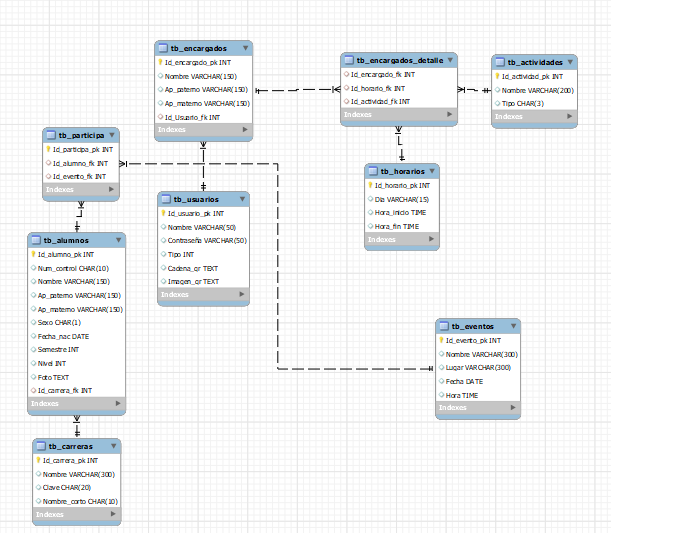 tb_encargados
Id_encargado_pk INT
Nombre VARCHAR(150)
Ap_paterno VARCHAR(150)
Ap_materno VARCHAR(150)
Id_Usuario_fk INT
Indexes
tb_encargados_detalle
Id_encargado_fk INT
Id_horario_fk INT
Id_actividad_fk INT
Indexes
tb_actividades
Id_actividad_pk INT
Nombre VARCHAR(200)
Tipo CHAR(3)
Indexes
tb_participa
Id_participa_pk INT
Id_alumno_fk INT
Id_evento_fk INT
Indexes
tb_usuarios
Id_usuario_pk INT
Nombre VARCHAR(50)
Contraseña VARCHAR(50)
Tipo INT
Cadena_qr TEXT
Imagen_qr TEXT
Indexes
tb_horarios
Id_horario_pk INT
Dia VARCHAR(15)
Hora_inicio TIME
Hora_fin TIME
Indexes
tb_alumnos
Id_alumno_pk INT
Num_control CHAR(10)
Nombre VARCHAR(150)
Ap_paterno VARCHAR(150)
Ap_materno VARCHAR(150)
Sexo CHAR(1)
Fecha_nac DATE
Semestre INT
Nivel INT
Foto TEXT
Id_carrera_fk INT
Indexes
tb_eventos
Id_evento_pk INT
Nombre VARCHAR(300)
Lugar VARCHAR(300)
Fecha DATE
Hora TIME
Indexes
tb_carreras
Id_carrera_pk INT
Nombre VARCHAR(300)
Clave CHAR(20)
Nombre_corto CHAR(10)
Indexes